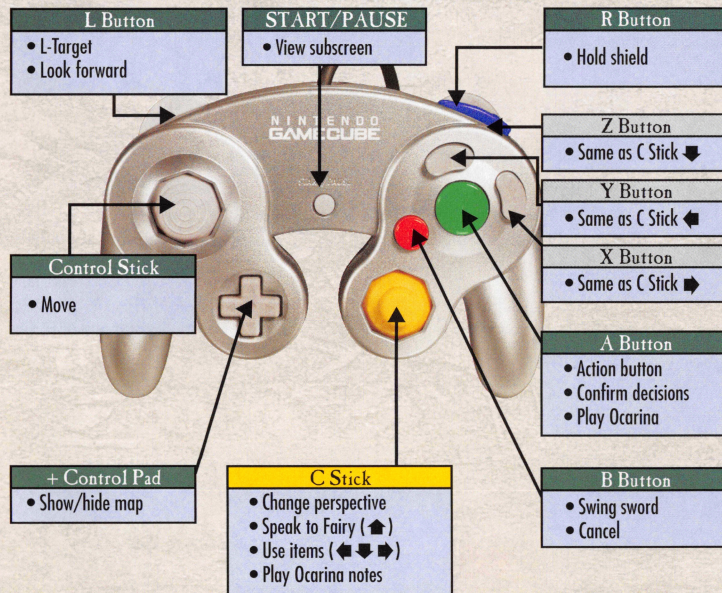 L Button
• L-Target
• Look forward
START/PAUSE
• View subscreen
R Button
• Hold shield
Z Button
• Same as C Stick ⬇
Y Button
• Same as C Stick ⬅
X Button
• Same as C Stick ➡
NINTENDO
GAMECUBE
START/PAUSE
Control Stick
• Move
A Button
• Action button
• Confirm decisions
• Play Ocarina
+ Control Pad
• Show/hide map
C Stick
• Change perspective
• Speak to Fairy (⬆)
• Use items (⬅ ⬇ ➡)
• Play Ocarina notes
B Button
• Swing sword
• Cancel